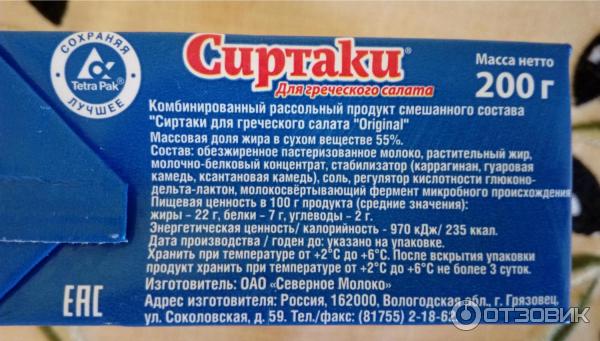 СОХРАНЯЯ
Tetra Pak®
ЛУЧШЕЕ
Сиртаки®
Для греческого салата
Масса нетто
200 г
Комбинированный рассольный продукт смешанного состава
"Сиртаки для греческого салата "Original"
Массовая доля жира в сухом веществе 55%.
Состав: обезжиренное пастеризованное молоко, растительный жир,
молочно-белковый концентрат, стабилизатор (каррагинан, гуаровая
камедь, ксантановая камедь), соль, регулятор кислотности глюконо-
дельта-лактон, молокосвёртывающий фермент микробного происхождения
Пищевая ценность в 100 г продукта (средние значения):
жиры – 22 г, белки - 7 г, углеводы – 2 г.
Энергетическая ценность/ калорийность - 970 кДж/ 235 ккал.
Дата производства / годен до: указано на упаковке.
Хранить при температуре от +2°С до +6°С. После вскрытия упаковки
продукт хранить при температуре от +2°С до +6°С не более 3 суток.
Изготовитель: ОАО «Северное Молоко»
Адрес изготовителя: Россия, 162000, Вологодская обл., г. Грязовец,
ул. Соколовская, д. 59. Тел./факс: (81755) 2-18-62
ЕАС
ОТЗОВИК